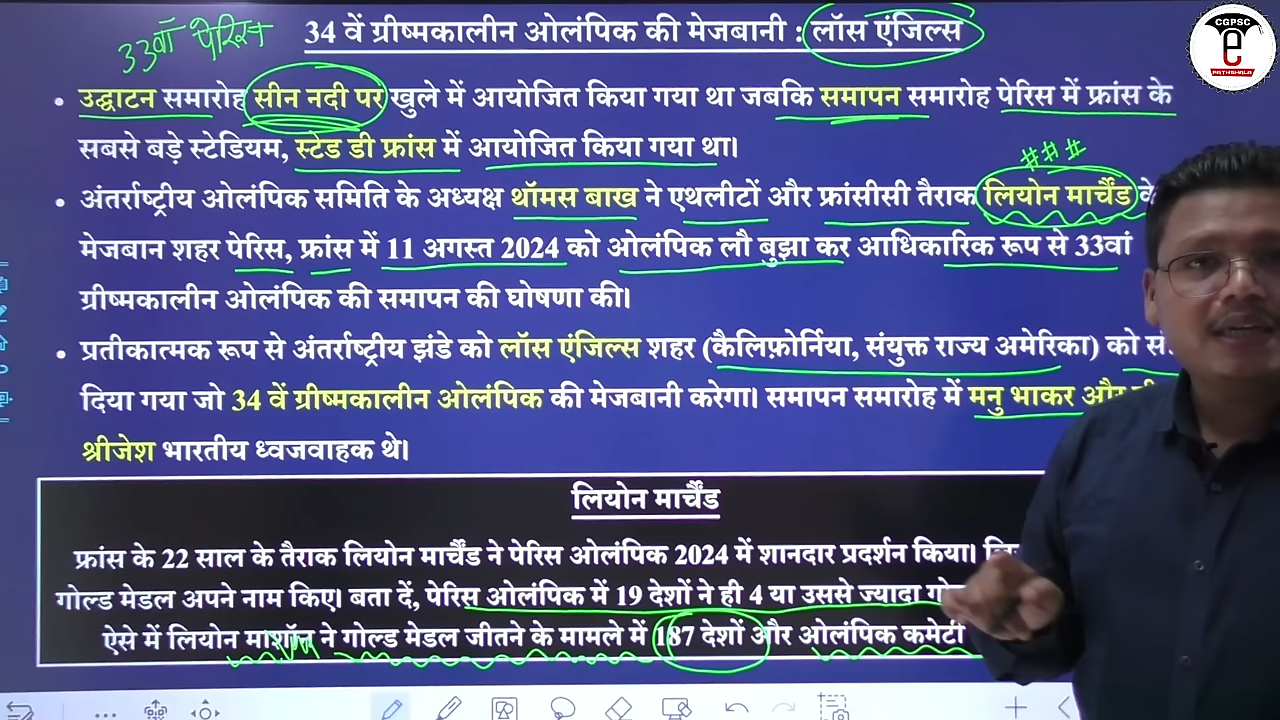 33वाँ पेरिस
34 वें ग्रीष्मकालीन ओलंपिक की मेजबानी : लॉस एंजिल्स
CGPSC
e
PATHSHALA
• उद्घाटन समारोह सीन नदी पर खुले में आयोजित किया गया था जबकि समापन समारोह पेरिस में फ्रांस के
सबसे बड़े स्टेडियम, स्टेड डी फ्रांस में आयोजित किया गया था।
###
• अंतर्राष्ट्रीय ओलंपिक समिति के अध्यक्ष थॉमस बाख ने एथलीटों और फ्रांसीसी तैराक लियोन मार्चैंड के
मेजबान शहर पेरिस, फ्रांस में 11 अगस्त 2024 को ओलंपिक लौ बुझा कर आधिकारिक रूप से 33वां
ग्रीष्मकालीन ओलंपिक की समापन की घोषणा की।
• प्रतीकात्मक रूप से अंतर्राष्ट्रीय झंडे को लॉस एंजिल्स शहर (कैलिफ़ोर्निया, संयुक्त राज्य अमेरिका) को
दिया गया जो 34 वें ग्रीष्मकालीन ओलंपिक की मेजबानी करेगा। समापन समारोह में मनु भाकर और
श्रीजेश भारतीय ध्वजवाहक थे।
लियोन मार्चैंड
फ्रांस के 22 साल के तैराक लियोन मार्चैंड ने पेरिस ओलंपिक 2024 में शानदार प्रदर्शन किया।
गोल्ड मेडल अपने नाम किए। बता दें, पेरिस ओलंपिक में 19 देशों ने ही 4 या उससे ज्यादा
ऐसे में लियोन ने गोल्ड मेडल जीतने के मामले में 187 देशों और ओलंपिक कमेटी